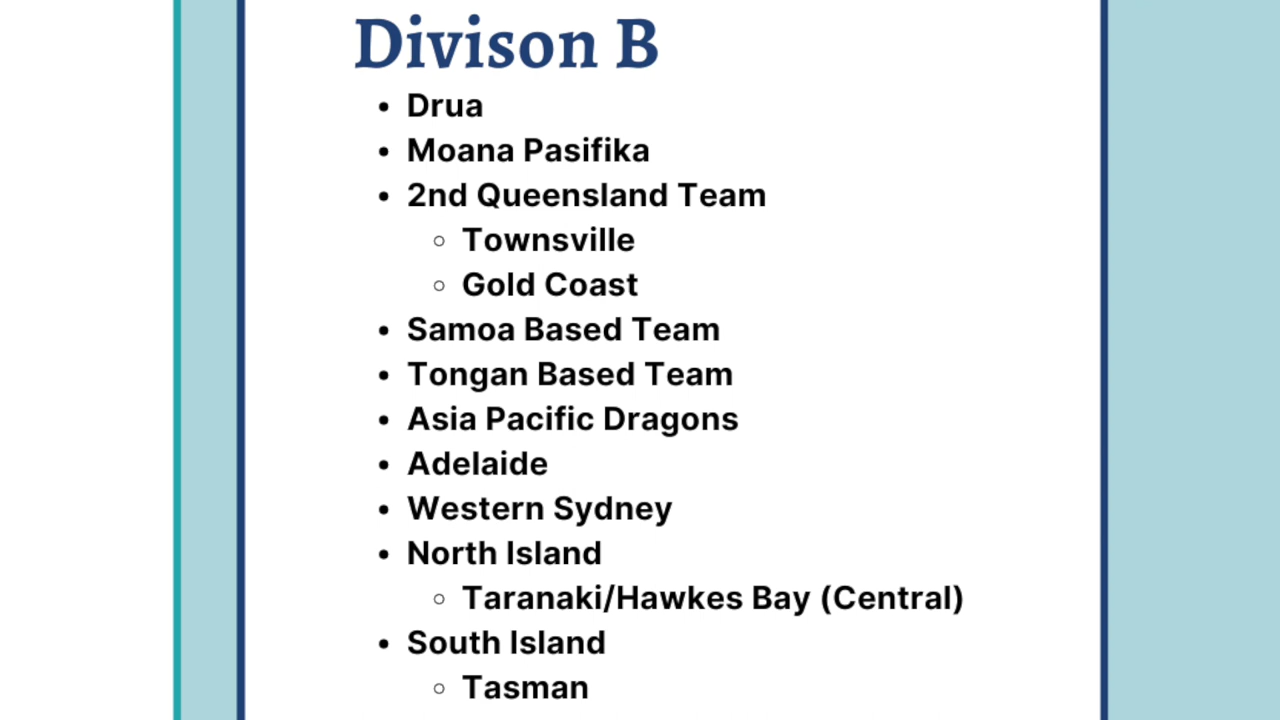 Divison B
Drua
Moana Pasifika
2nd Queensland Team
Townsville
Gold Coast
Samoa Based Team
Tongan Based Team
Asia Pacific Dragons
Adelaide
Western Sydney
North Island
Taranaki/Hawkes Bay (Central)
South Island
Tasman